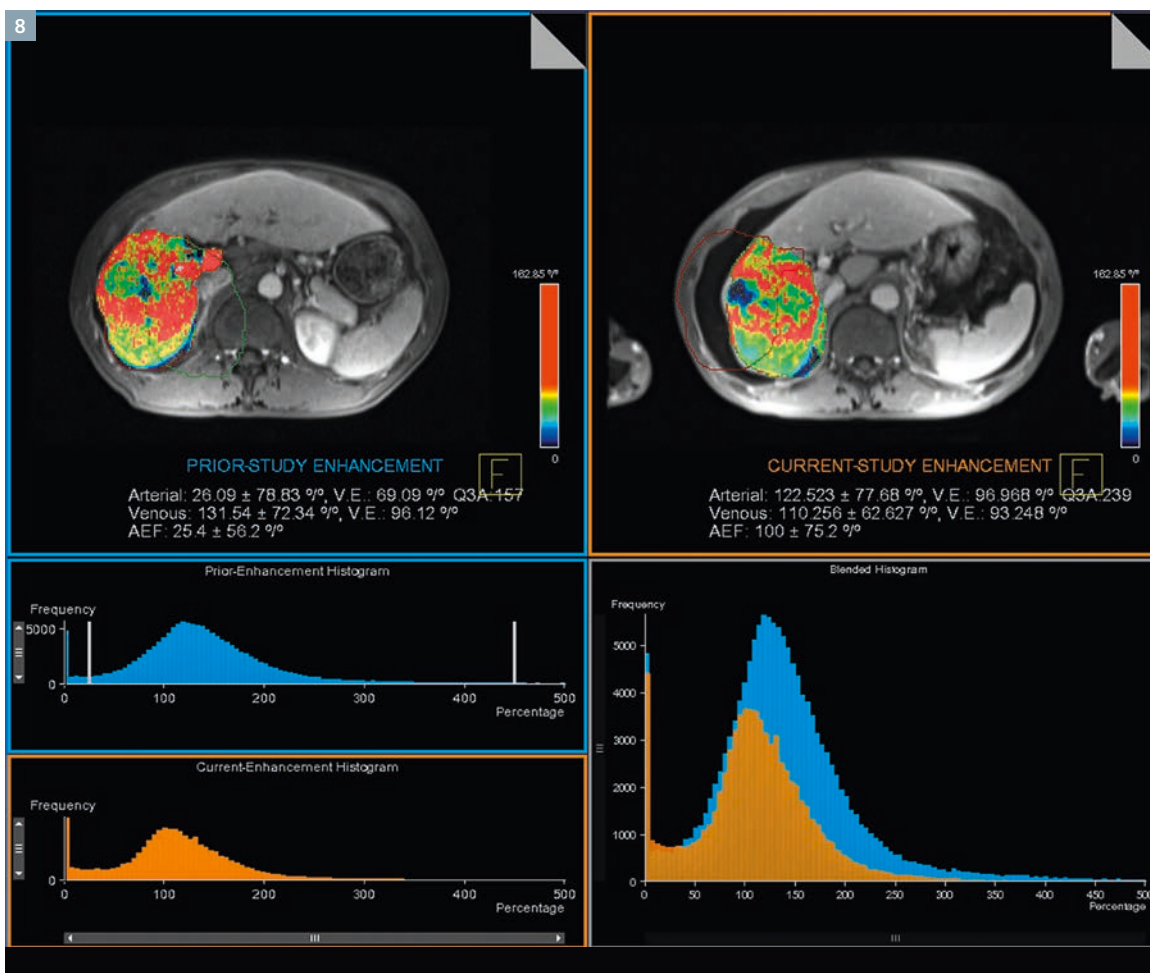 8
162.85 %
0
PRIOR-STUDY ENHANCEMENT
F
Arterial: 26.09 ± 78.83 %, V.E.: 69.09 % Q3A:157
Venous: 131.54 ± 72.34 %, V.E.: 96.12 %
AEF: 25.4 ± 56.2 %
162.85 %
0
CURRENT-STUDY ENHANCEMENT
F
Arterial: 122.523 ± 77.68 %, V.E.: 96.968 % Q3A:239
Venous: 110.256 ± 62.627 %, V.E.: 93.248 %
AEF: 100 ± 75.2 %
Prior-Enhancement Histogram
Frequency
5000
0
0 100 200 300 400 500
Percentage
Current-Enhancement Histogram
Frequency
0
0 100 200 300 400 500
Percentage
Blended Histogram
Frequency
5000
4000
3000
2000
1000
0
0 50 100 150 200 250 300 350 400 450 500
Percentage